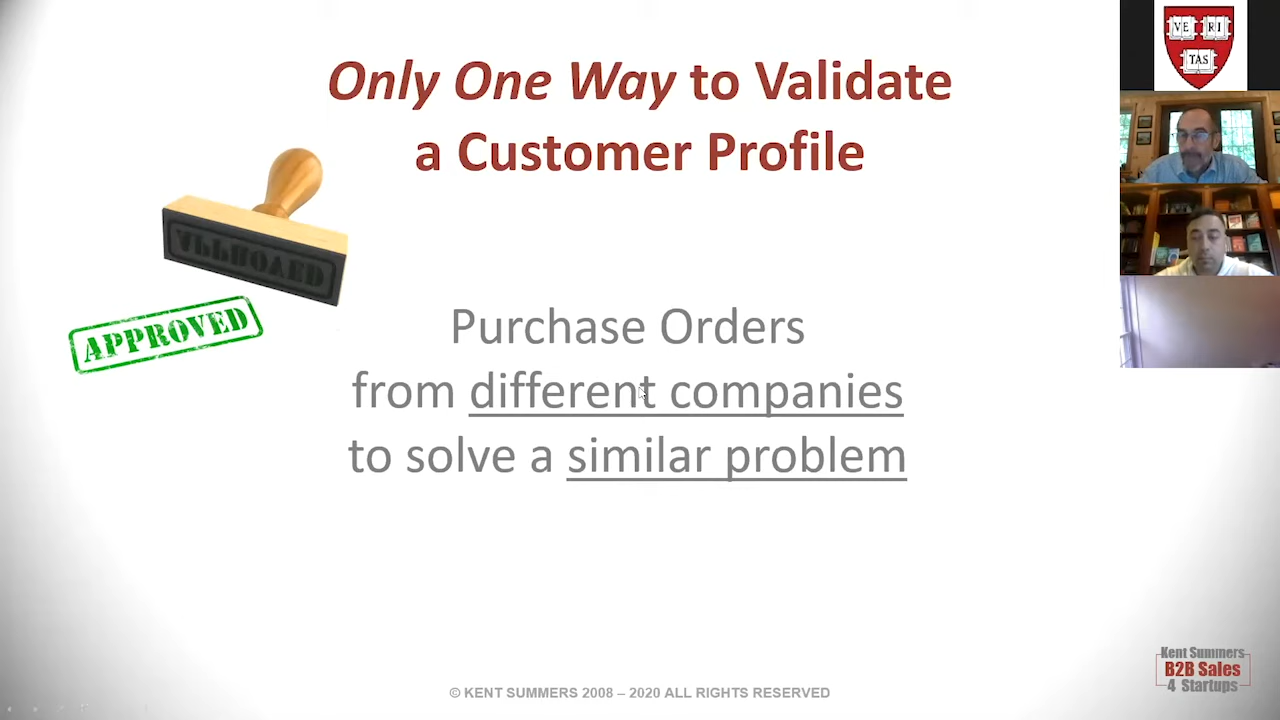 Only One Way to Validate
a Customer Profile
VE RI
TAS
APPROVED
APPROVED
Purchase Orders
from different companies
to solve a similar problem
Kent Summers
B2B Sales
4 Startups
© KENT SUMMERS 2008 – 2020 ALL RIGHTS RESERVED